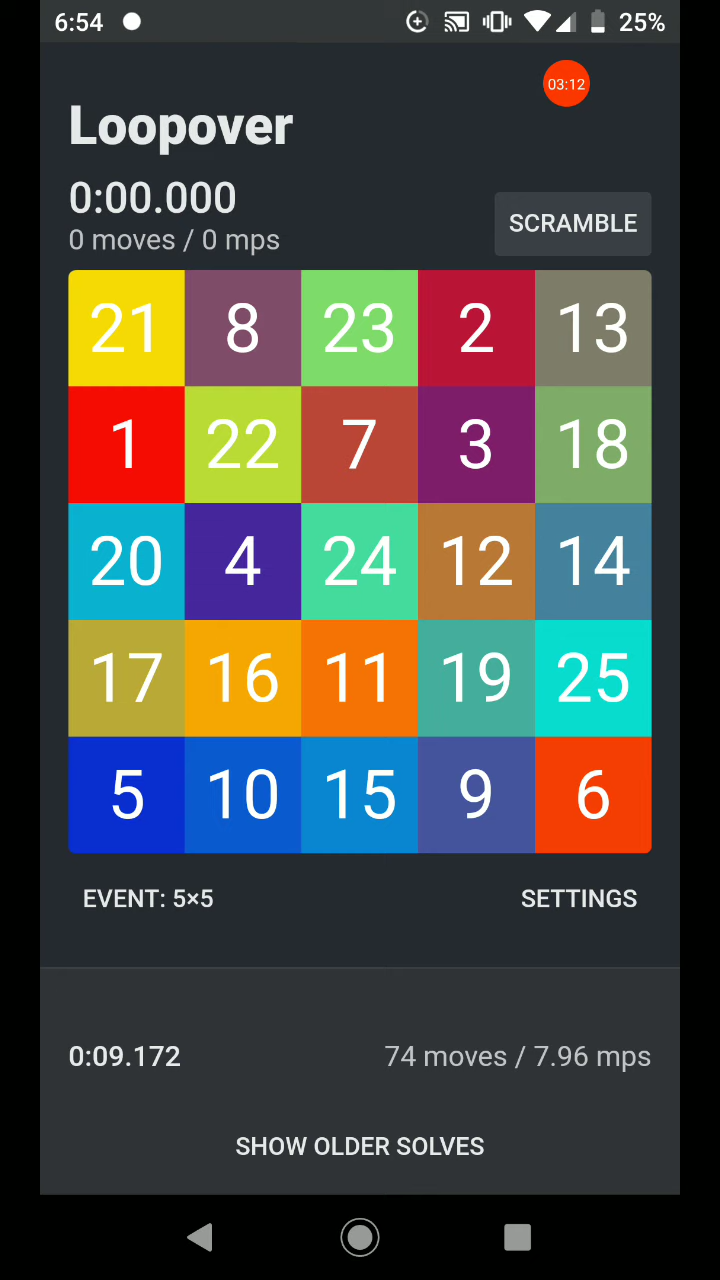 6:54 25%
03:12
Loopover
0:00.000
0 moves / 0 mps
SCRAMBLE
21 8 23 2 13
1 22 7 3 18
20 4 24 12 14
17 16 11 19 25
5 10 15 9 6
EVENT: 5×5 SETTINGS
0:09.172 74 moves / 7.96 mps
SHOW OLDER SOLVES